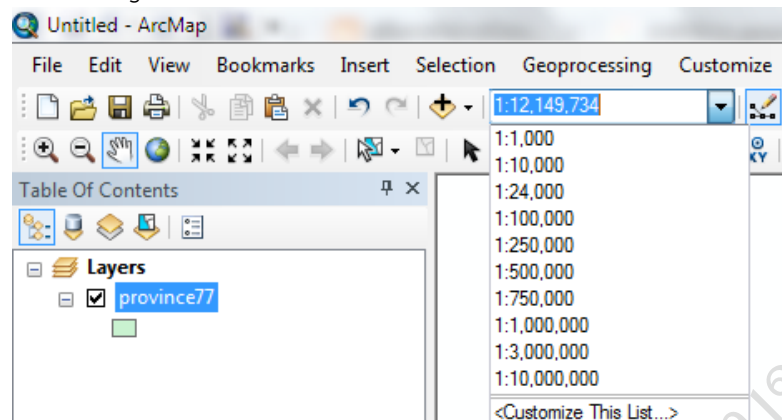 Untitled - ArcMap
File Edit View Bookmarks Insert Selection Geoprocessing Customize
1:12,149,734
1:1,000
XY
1:10,000
Table Of Contents
1:24,000
1:100,000
1:250,000
Layers
1:500,000
province77
1:750,000
1:1,000,000
1:3,000,000
1:10,000,000
<Customize This List...>